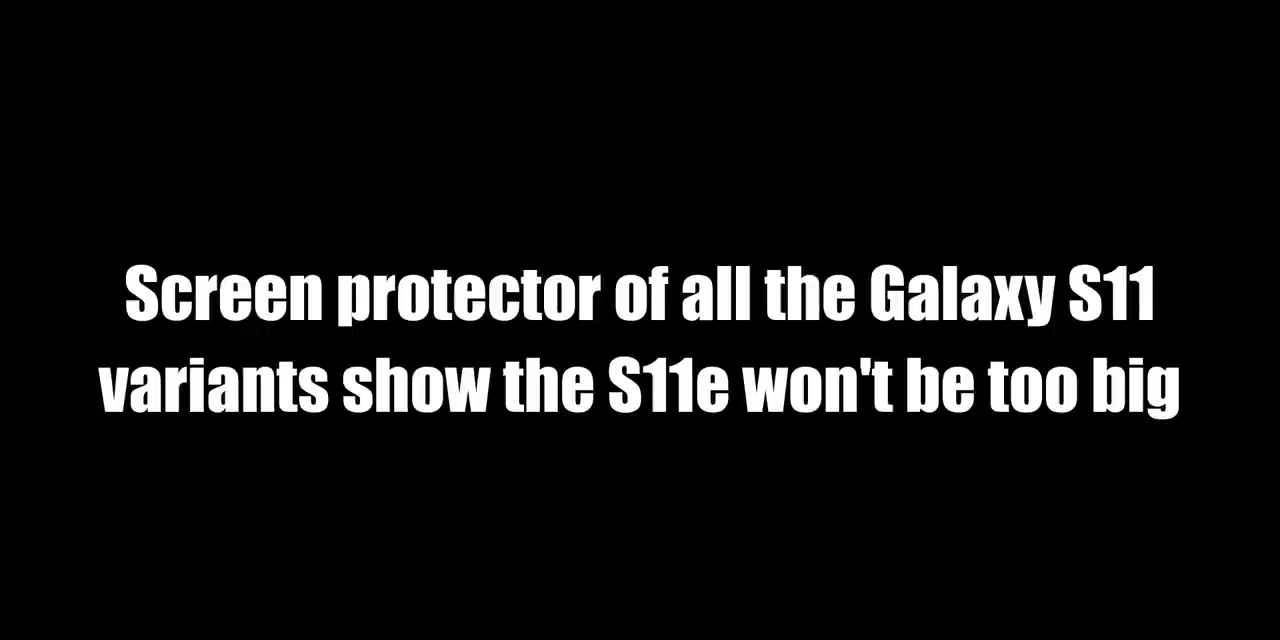 Screen protector of all the Galaxy S11
variants show the S11e won't be too big